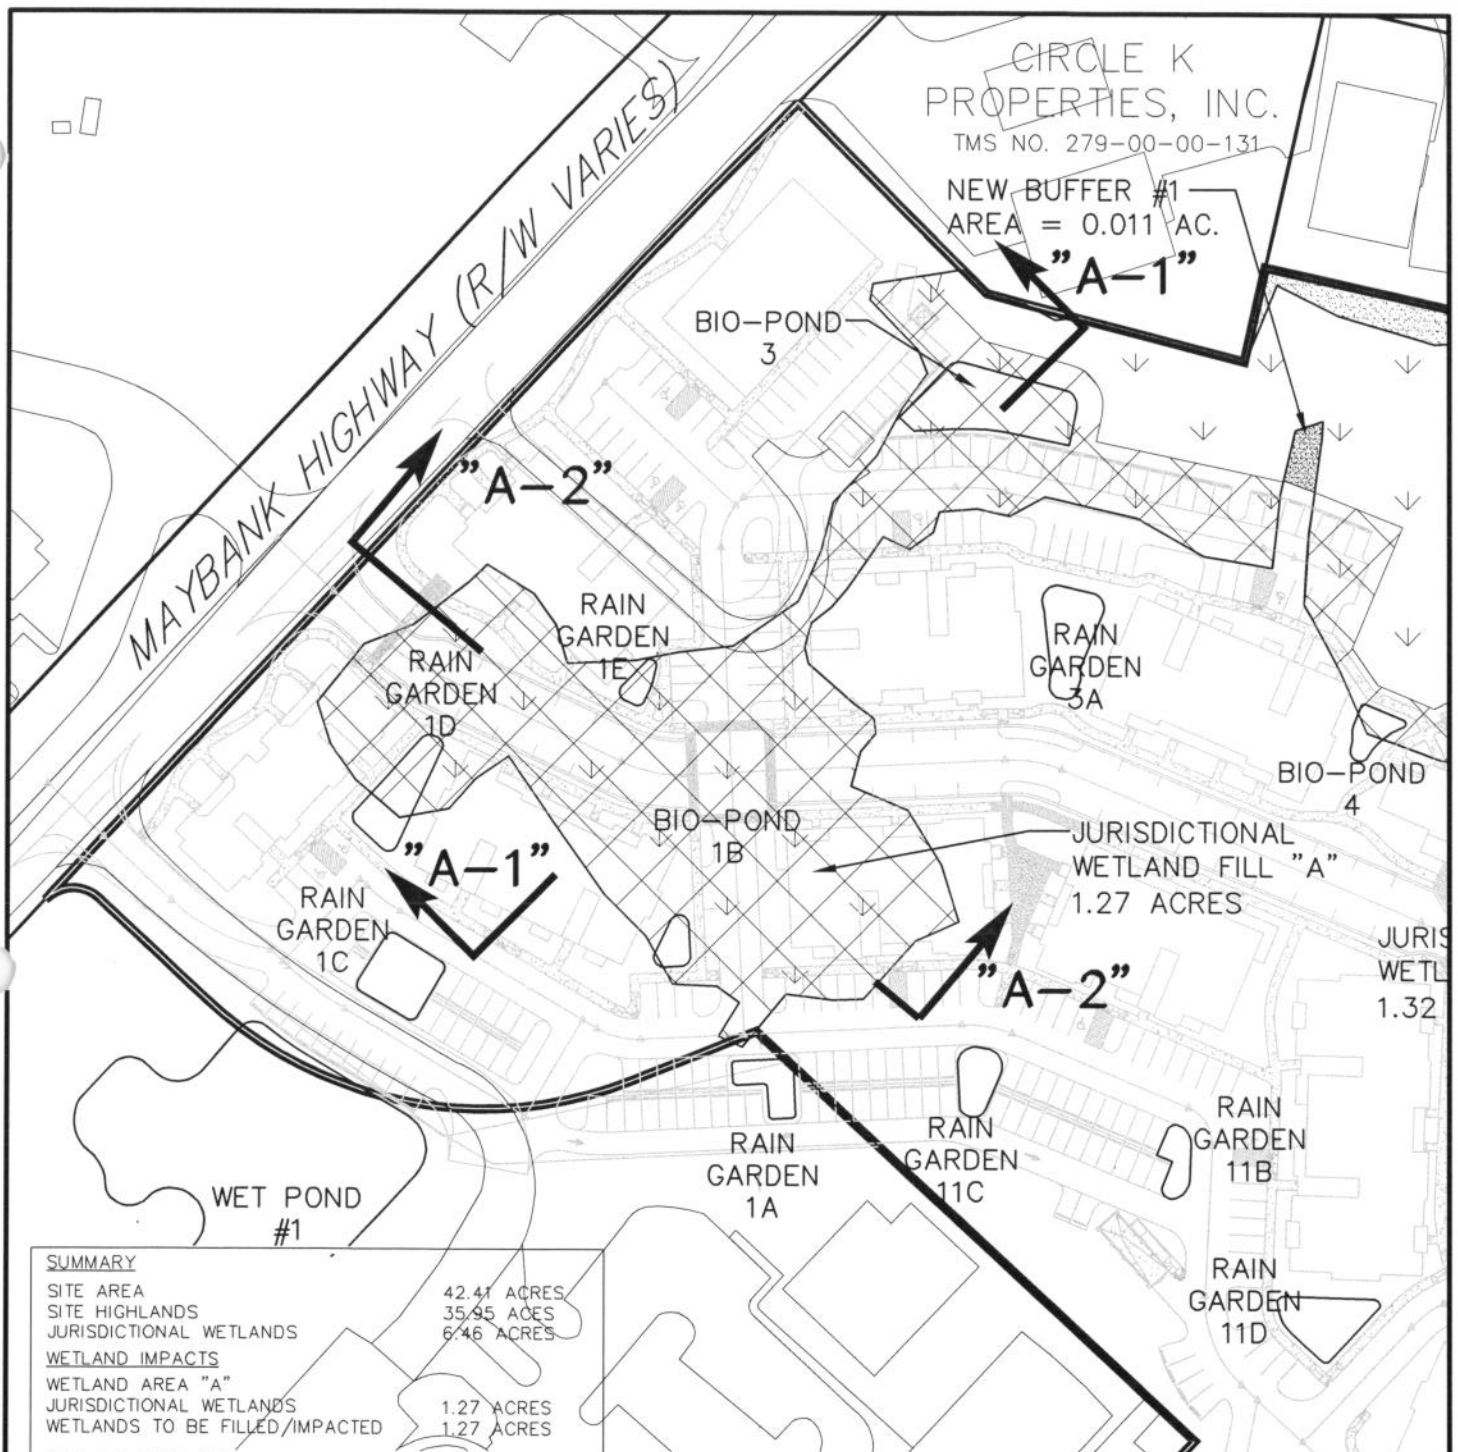 CIRCLE K
PROPERTIES, INC.
TMS NO. 279-00-00-131
NEW BUFFER #1
AREA = 0.011 AC.
MAYBANK HIGHWAY (R/W VARIES)
"A-1"
BIO-POND
3
"A-2"
RAIN
GARDEN
1E
RAIN
GARDEN
1D
RAIN
GARDEN
3A
BIO-POND
4
BIO-POND
1B
JURISDICTIONAL
WETLAND FILL "A"
1.27 ACRES
"A-1"
RAIN
GARDEN
1C
"A-2"
JURIS
WETL
1.32
RAIN
GARDEN
1A
RAIN
GARDEN
11C
RAIN
GARDEN
11B
WET POND
#1
RAIN
GARDEN
11D
SUMMARY
SITE AREA 42.41 ACRES
SITE HIGHLANDS 35.95 ACES
JURISDICTIONAL WETLANDS 6.46 ACRES
WETLAND IMPACTS
WETLAND AREA "A"
JURISDICTIONAL WETLANDS 1.27 ACRES
WETLANDS TO BE FILLED/IMPACTED 1.27 ACRES